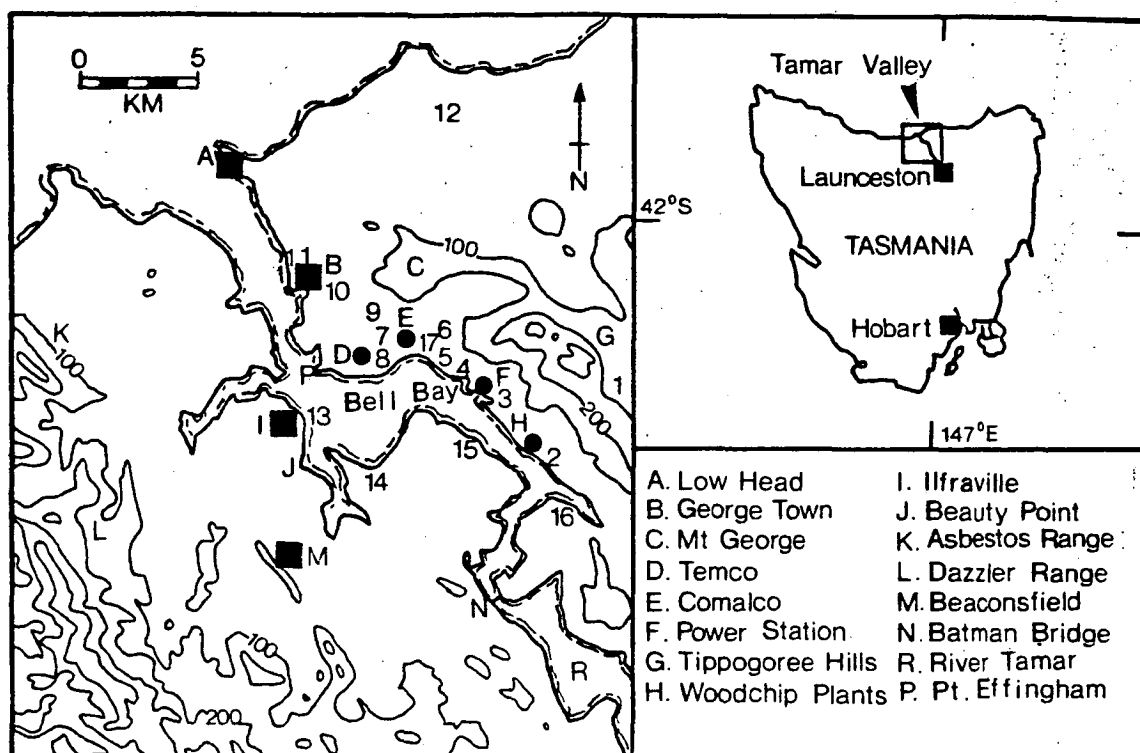 0 5
KM
12
A
N
100
C
11 B
10
9
E
7
17 6
D
8
5
4
F
3
G
1
200
P
Bell Bay
K
100
I
13
H
2
J
15
14
16
L
M
N
100
R
200
Tamar Valley
Launceston
42°S
TASMANIA
Hobart
147°E
A. Low Head
B. George Town
C. Mt George
D. Temco
E. Comalco
F. Power Station
G. Tippogoree Hills
H. Woodchip Plants
I. Ilfraville
J. Beauty Point
K. Asbestos Range
L. Dazzler Range
M. Beaconsfield
N. Batman Bridge
R. River Tamar
P. Pt. Effingham